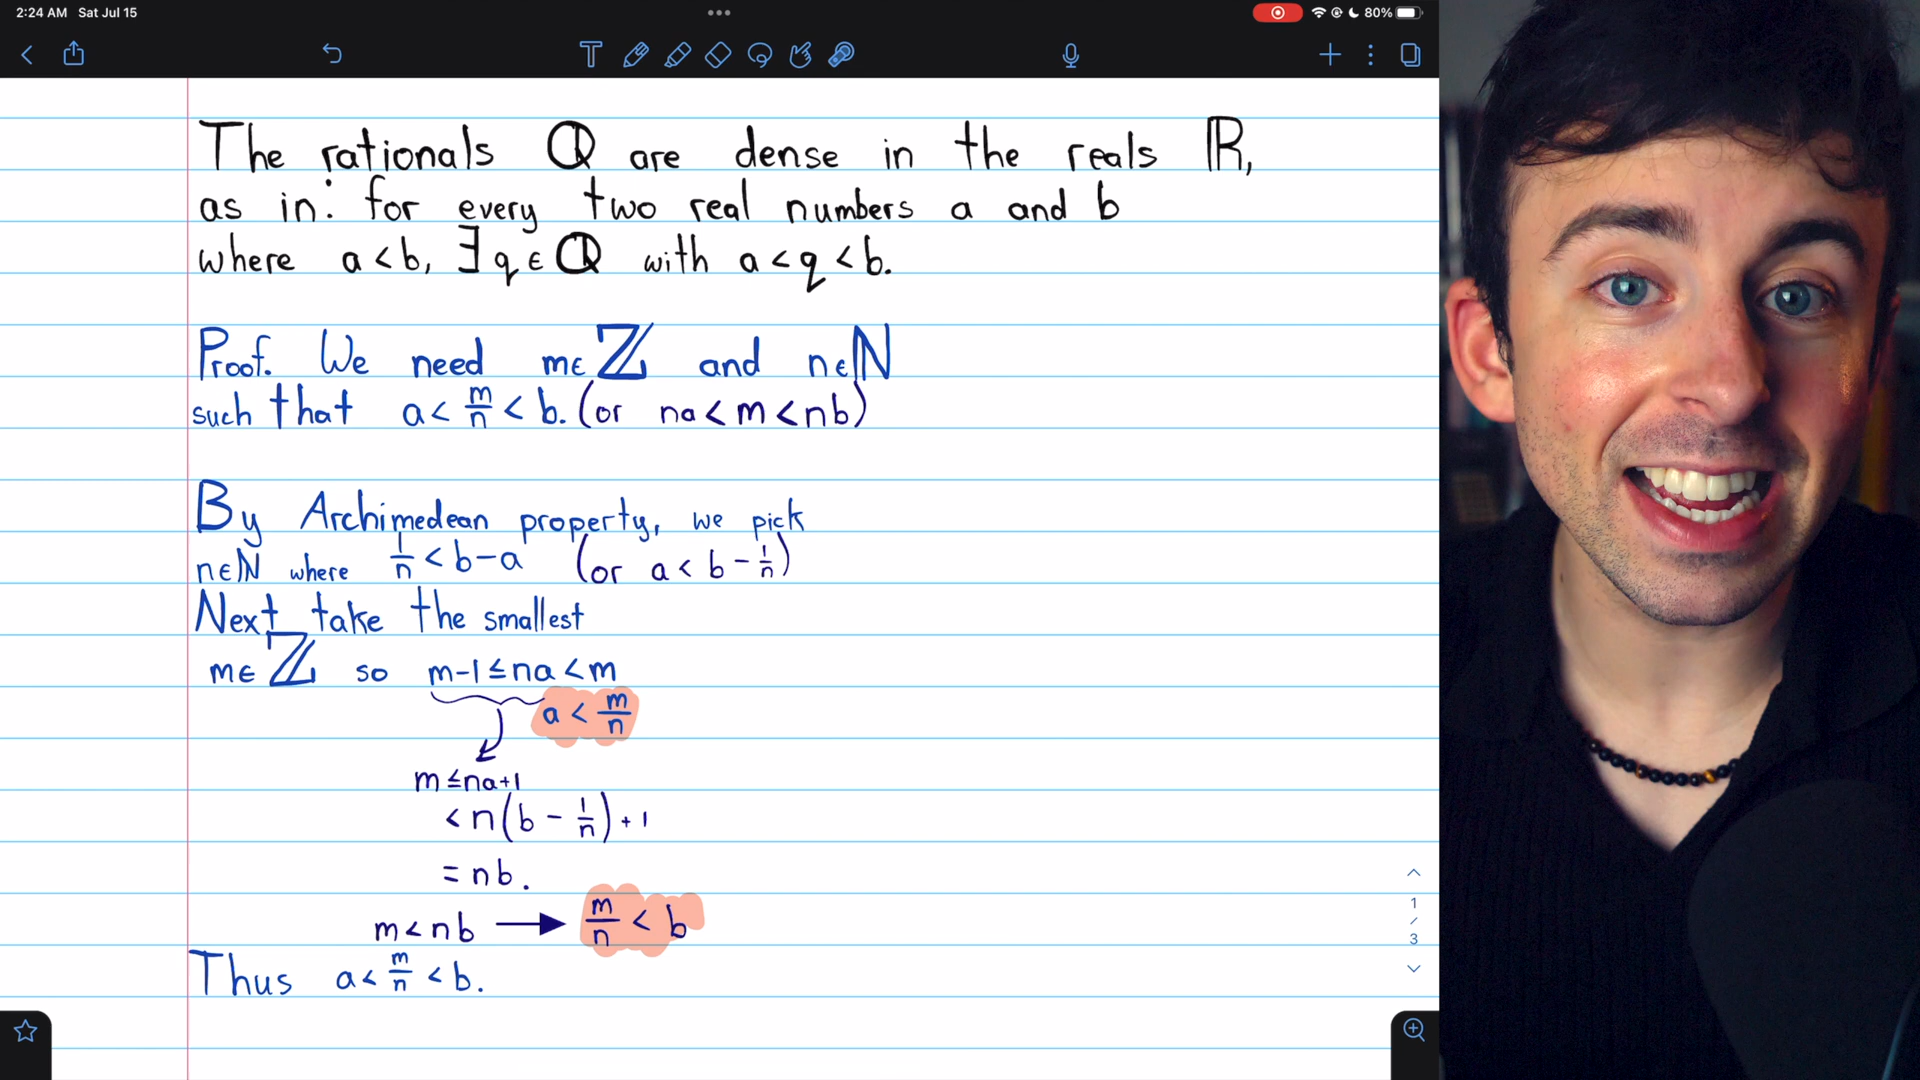 2:24 AM Sat Jul 15
80%
The rationals ℚ are dense in the reals ℝ,
as in: for every two real numbers a and b
where a < b, ∃ q ∈ ℚ with a < q < b.
Proof. We need m ∈ ℤ and n ∈ ℕ
such that a < m/n < b. (or na < m < nb)
By Archimedean property, we pick
n ∈ ℕ where 1/n < b - a (or a < b - 1/n)
Next take the smallest
m ∈ ℤ so m - 1 ≤ na < m
a < m/n
m ≤ na + 1
< n(b - 1/n) + 1
= nb.
m < nb → m/n < b
Thus a < m/n < b.
1
/
3